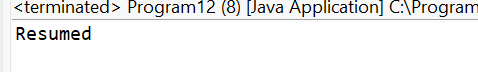 <terminated> Program12 (8) [Java Application] C:\Program
Resumed